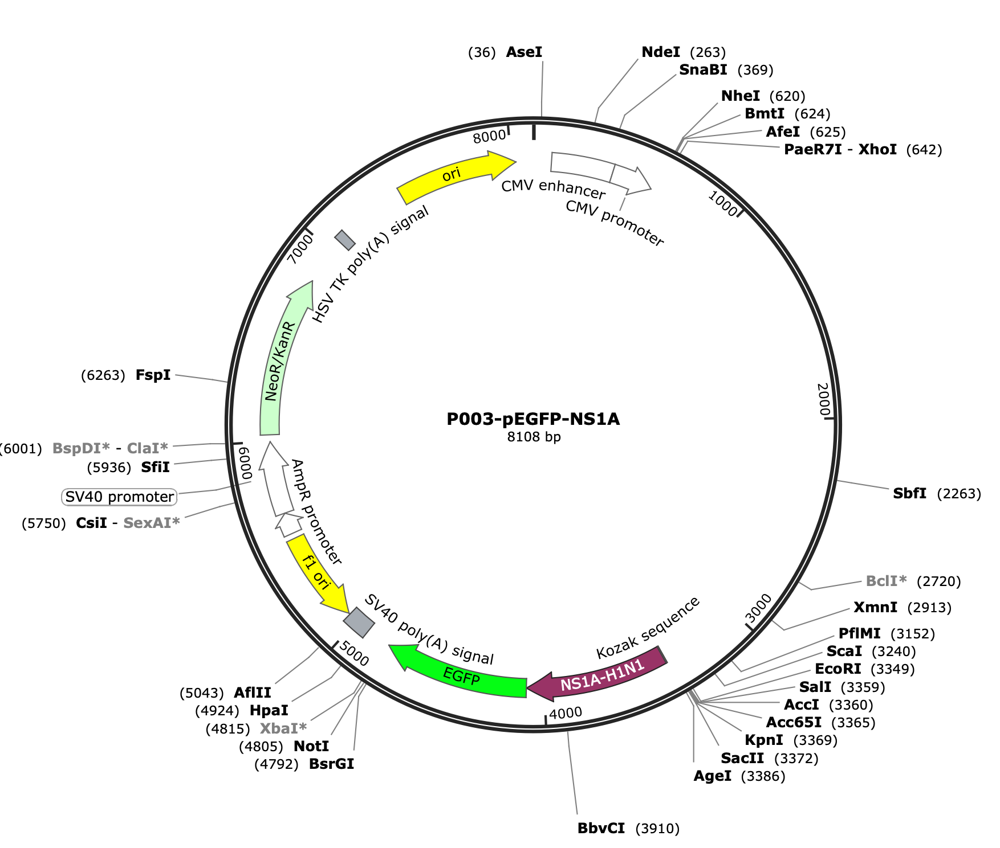 (36) AseI
NdeI (263)
SnaBI (369)
NheI (620)
BmtI (624)
AfeI (625)
PaeR7I - XhoI (642)
8000
1000
2000
3000
4000
5000
6000
7000
ori
CMV enhancer
CMV promoter
HSV TK poly(A) signal
NeoR/KanR
(6263) FspI
(6001) BspDI* - ClaI*
(5936) SfiI
SV40 promoter
(5750) CsiI - SexAI*
AmpR promoter
f1 ori
SV40 poly(A) signal
EGFP
NS1A-H1N1
Kozak sequence
P003-pEGFP-NS1A
8108 bp
SbfI (2263)
BclI* (2720)
XmnI (2913)
PflMI (3152)
ScaI (3240)
EcoRI (3349)
SalI (3359)
AccI (3360)
Acc65I (3365)
KpnI (3369)
SacII (3372)
AgeI (3386)
BbvCI (3910)
(5043) AflII
(4924) HpaI
(4815) XbaI*
(4805) NotI
(4792) BsrGI